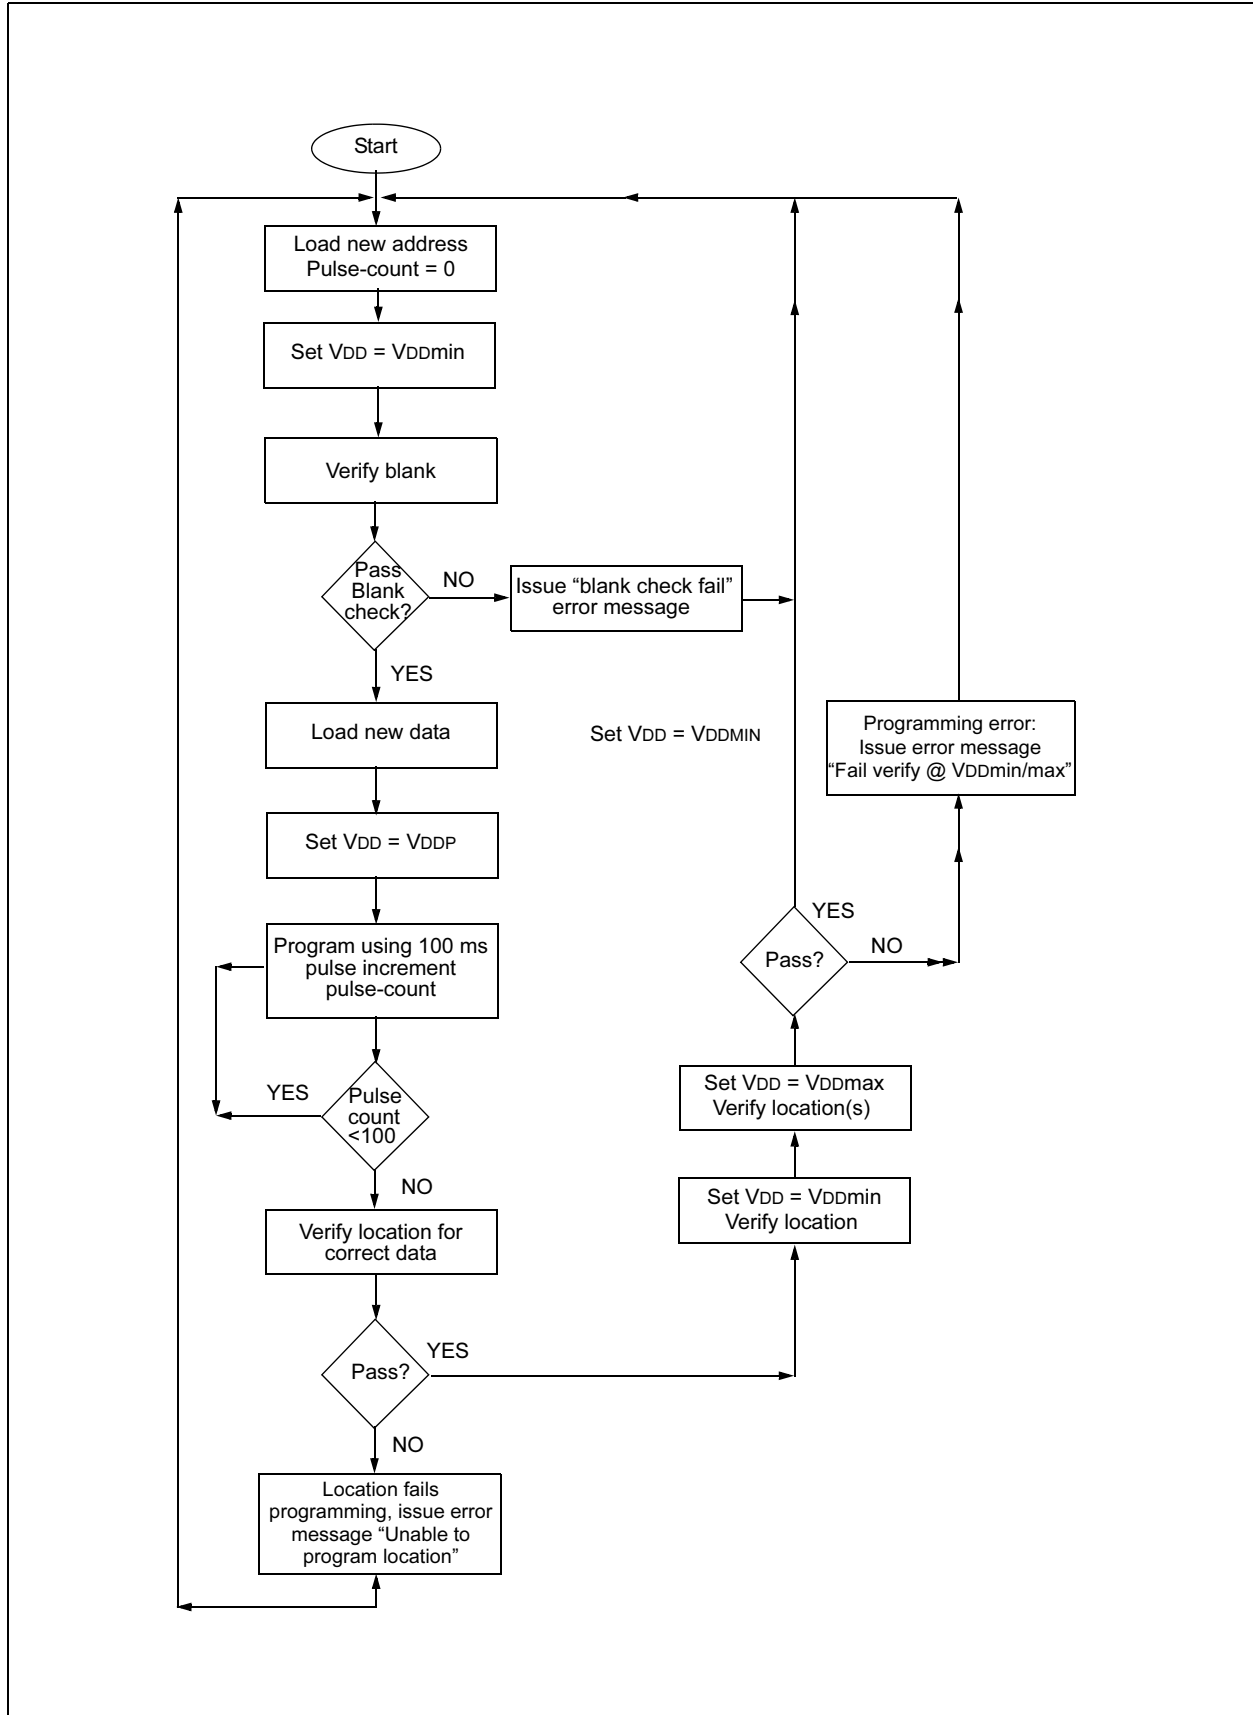 Start
Load new address
Pulse-count = 0
Set VDD = VDDmin
Verify blank
Pass
Blank
check?
NO
Issue “blank check fail”
error message
YES
Load new data
Set VDD = VDDMIN
Programming error:
Issue error message
“Fail verify @ VDDmin/max”
Set VDD = VDDP
Program using 100 ms
pulse increment
pulse-count
YES
Pulse
count
<100
NO
Verify location for
correct data
Pass?
YES
NO
Location fails
programming, issue error
message “Unable to
program location”
Set VDD = VDDmin
Verify location
Set VDD = VDDmax
Verify location(s)
Pass?
YES
NO